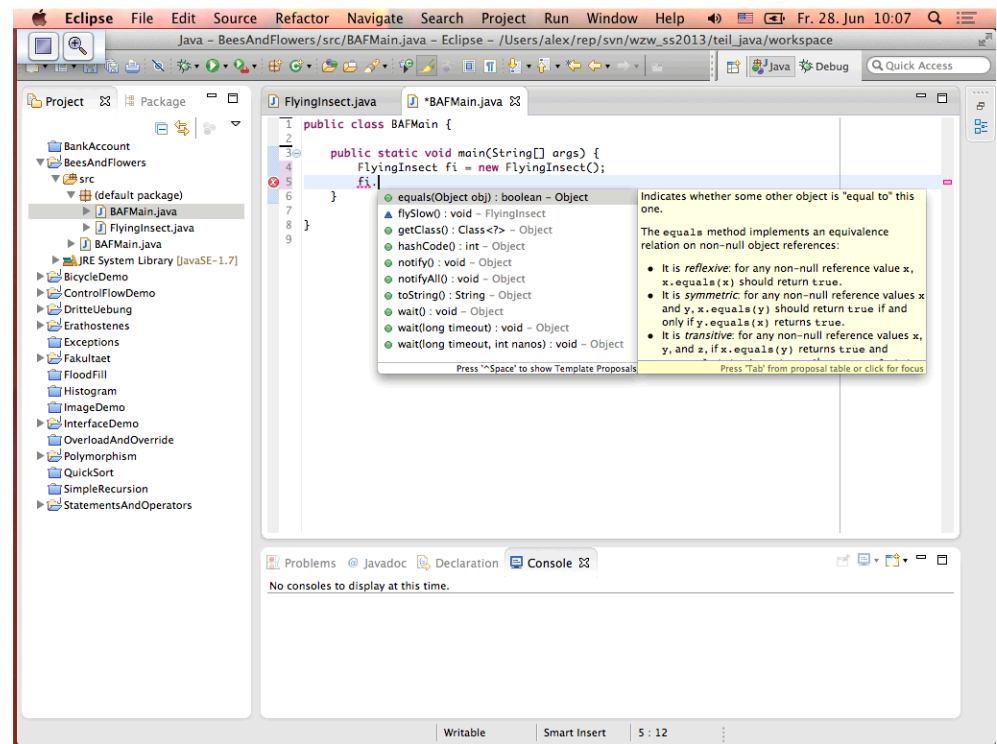 Eclipse File Edit Source Refactor Navigate Search Project Run Window Help Fr. 28. Jun 10:07
Java – BeesAndFlowers/src/BAFMain.java – Eclipse – /Users/alex/rep/svn/wzw_ss2013/teil_java/workspace
Java Debug Quick Access
Project Package
BankAccount
BeesAndFlowers
src
(default package)
BAFMain.java
FlyingInsect.java
BAFMain.java
JRE System Library [JavaSE-1.7]
BicycleDemo
ControlFlowDemo
DritteUebung
Erathostenes
Exceptions
Fakultaet
FloodFill
Histogram
ImageDemo
InterfaceDemo
OverloadAndOverride
Polymorphism
QuickSort
SimpleRecursion
StatementsAndOperators
FlyingInsect.java *BAFMain.java
1 public class BAFMain {
2
3 public static void main(String[] args) {
4 FlyingInsect fi = new FlyingInsect();
5 fi.
6 }
7
8 }
9
equals(Object obj) : boolean – Object
flySlow() : void – FlyingInsect
getClass() : Class<?> – Object
hashCode() : int – Object
notify() : void – Object
notifyAll() : void – Object
toString() : String – Object
wait() : void – Object
wait(long timeout) : void – Object
wait(long timeout, int nanos) : void – Object
Press '^Space' to show Template Proposals
Indicates whether some other object is "equal to" this
one.
The equals method implements an equivalence
relation on non-null object references:
• It is reflexive: for any non-null reference value x,
x.equals(x) should return true.
• It is symmetric: for any non-null reference values x
and y, x.equals(y) should return true if and
only if y.equals(x) returns true.
• It is transitive: for any non-null reference values x,
y, and z, if x.equals(y) returns true and
Press 'Tab' from proposal table or click for focus
Problems @ Javadoc Declaration Console
No consoles to display at this time.
Writable Smart Insert 5 : 12